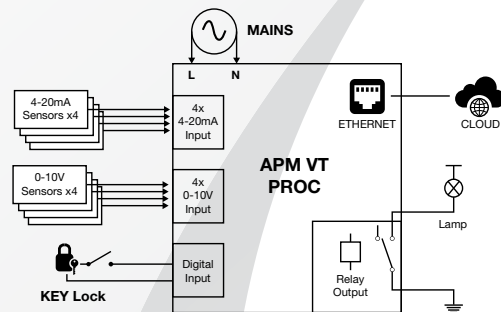 MAINS
L N
4-20mA
Sensors x4
4x
4-20mA
Input
ETHERNET
CLOUD
0-10V
Sensors x4
4x
0-10V
Input
APM VT
PROC
Lamp
KEY Lock
Digital
Input
Relay
Output